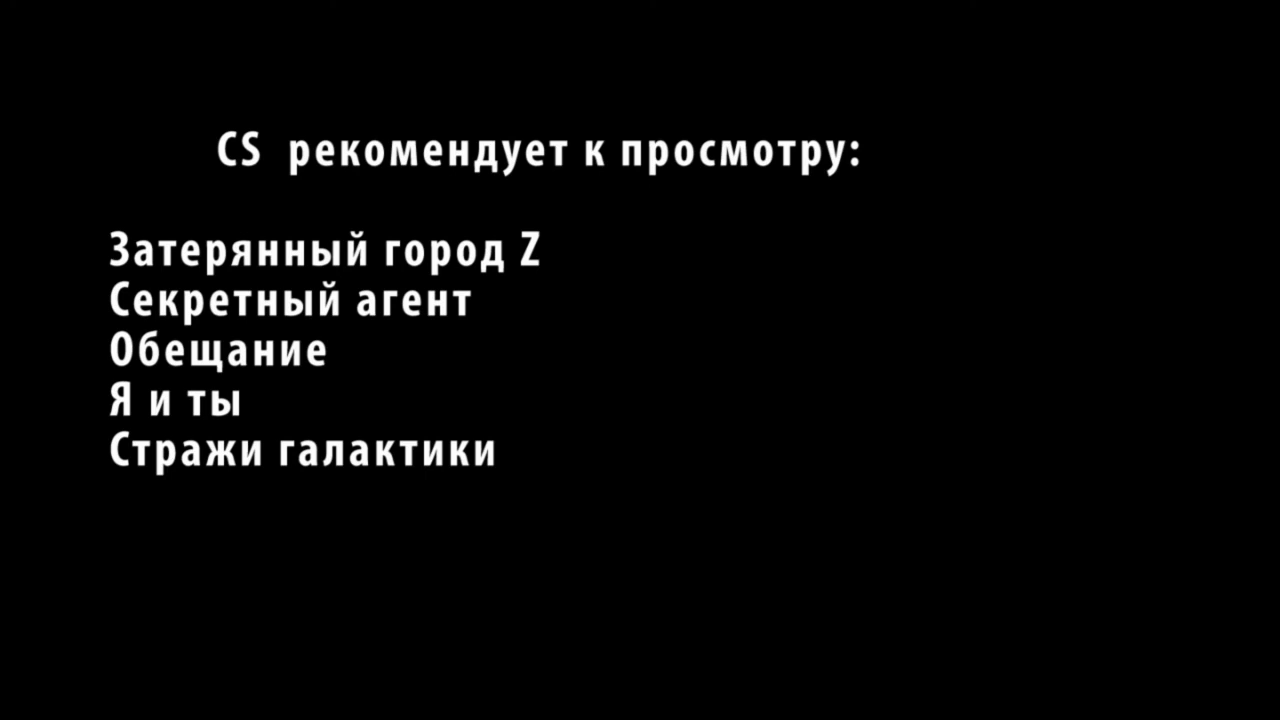 CS рекомендует к просмотру:
Затерянный город Z
Секретный агент
Обещание
Я и ты
Стражи галактики